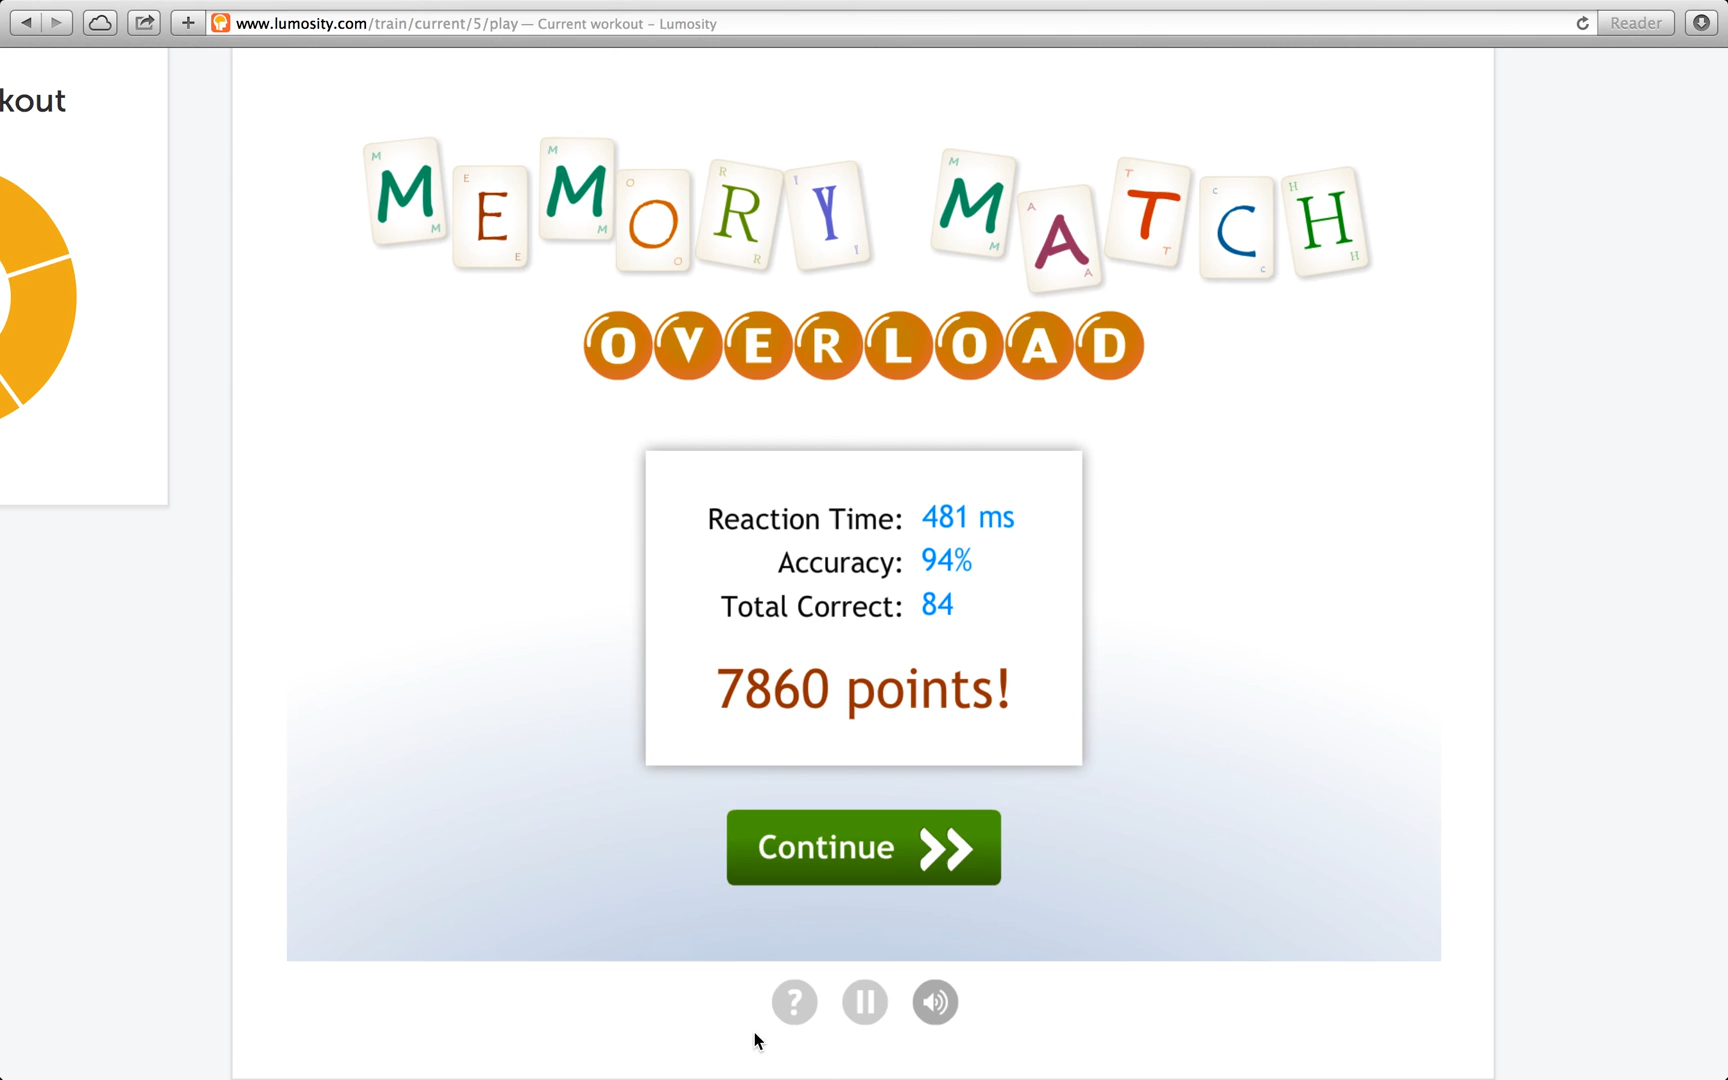 www.lumosity.com/train/current/5/play — Current workout – Lumosity
Reader
kout
MEMORY MATCH
OVERLOAD
Reaction Time: 481 ms
Accuracy: 94%
Total Correct: 84
7860 points!
Continue
?